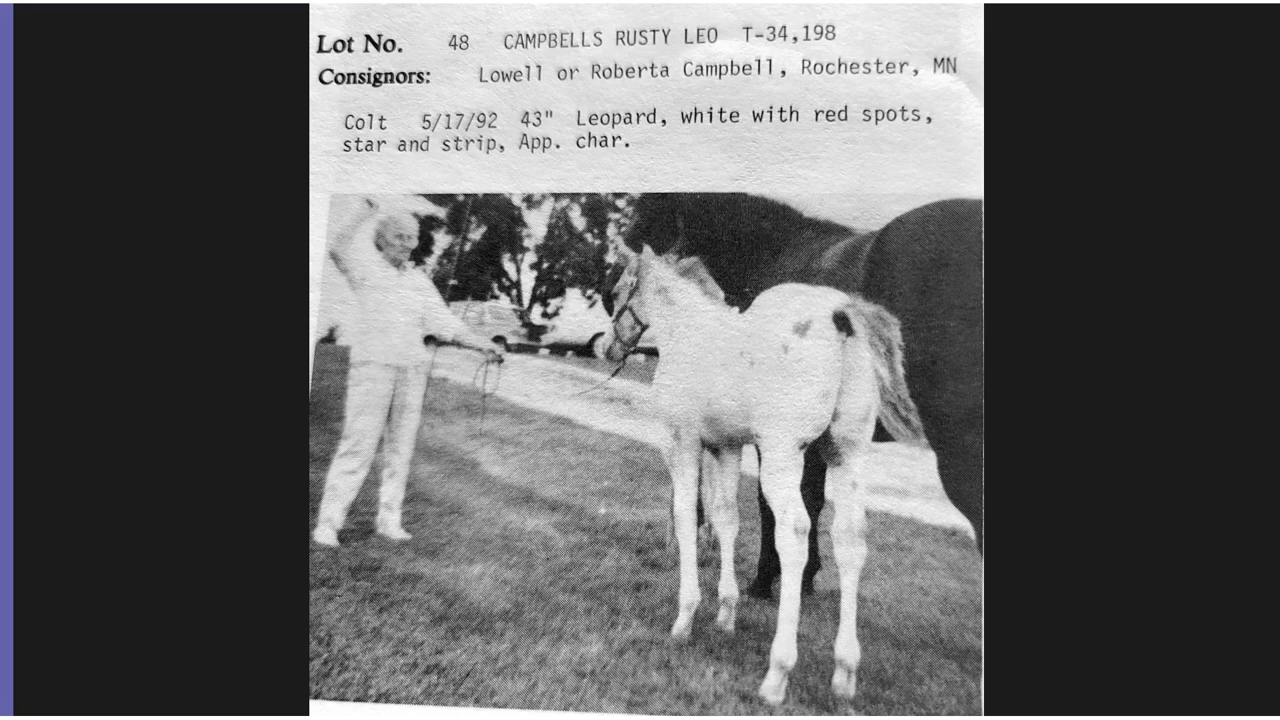 Lot No. 48 CAMPBELLS RUSTY LEO T-34,198
Consignors: Lowell or Roberta Campbell, Rochester, MN
Colt 5/17/92 43" Leopard, white with red spots,
star and strip, App. char.